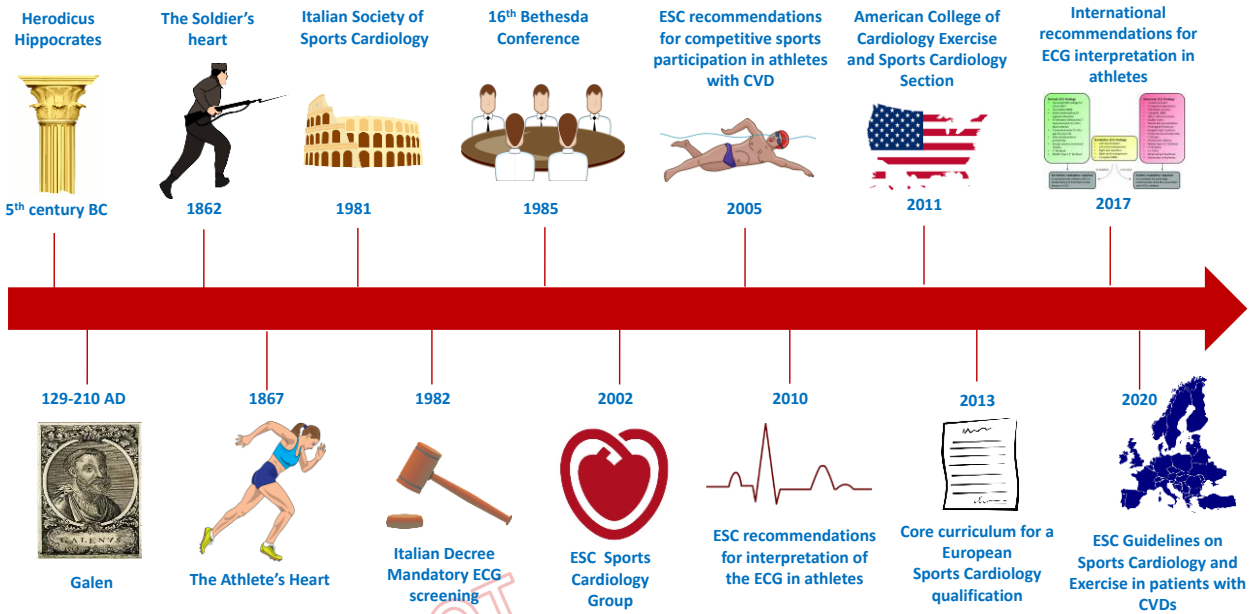 Herodicus
Hippocrates
5th century BC
The Soldier's
heart
1862
Italian Society of
Sports Cardiology
1981
16th Bethesda
Conference
1985
ESC recommendations
for competitive sports
participation in athletes
with CVD
2005
American College of
Cardiology Exercise
and Sports Cardiology
Section
2011
International
recommendations for
ECG interpretation in
athletes
2017
129-210 AD
GALENVS
Galen
1867
The Athlete's Heart
1982
Italian Decree
Mandatory ECG
screening
2002
ESC Sports
Cardiology
Group
2010
ESC recommendations
for interpretation of
the ECG in athletes
2013
Core curriculum for a
European
Sports Cardiology
qualification
2020
ESC Guidelines on
Sports Cardiology and
Exercise in patients with
CVDs